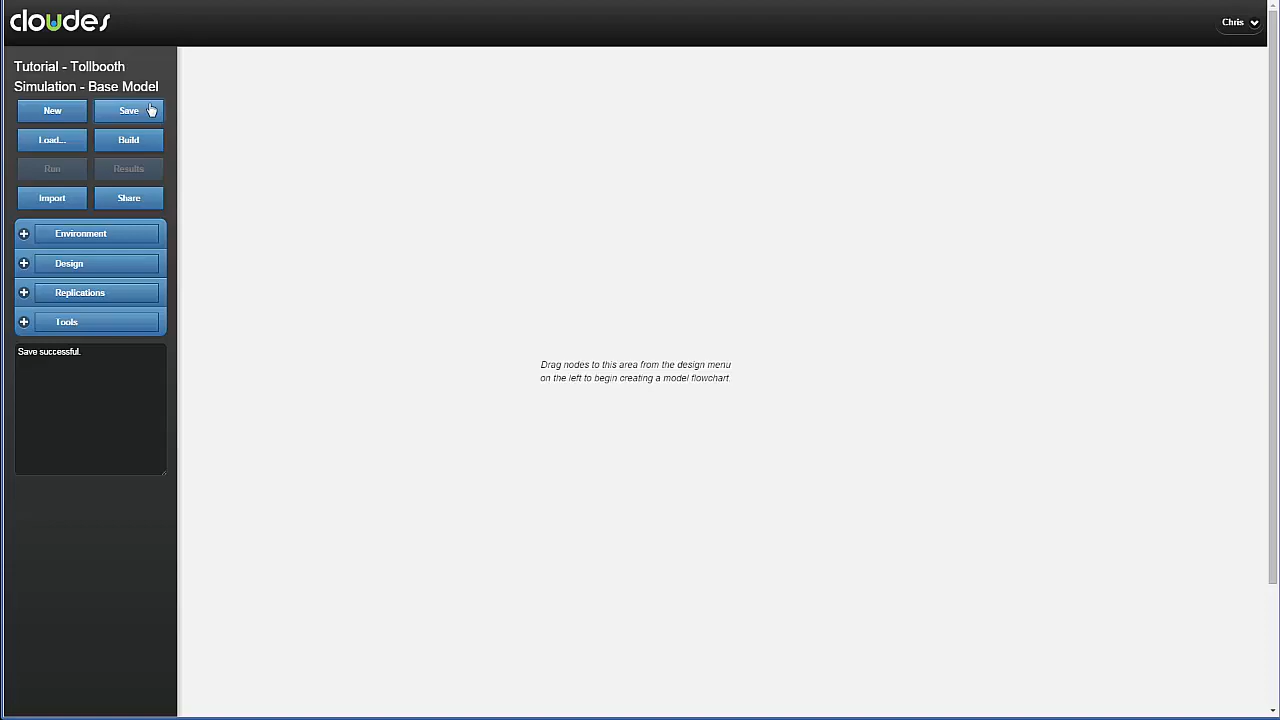 cloudes
Chris
Tutorial - Tollbooth
Simulation - Base Model
New
Save
Load...
Build
Run
Results
Import
Share
Environment
Design
Replications
Tools
Save successful.
Drag nodes to this area from the design menu
on the left to begin creating a model flowchart.